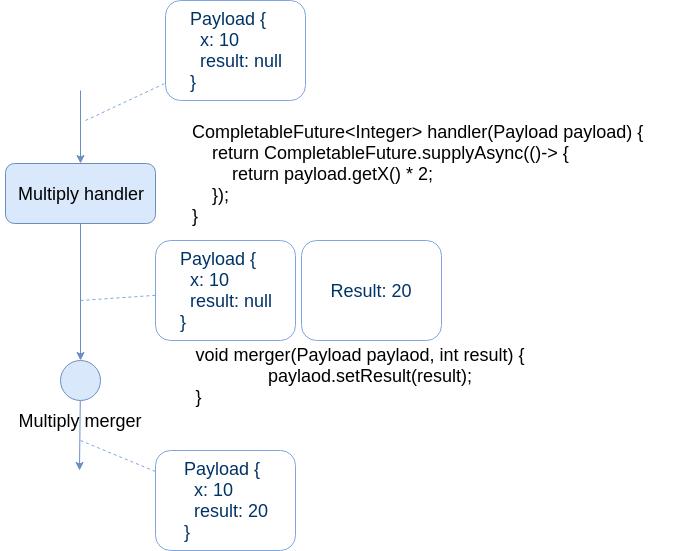 Payload {
x: 10
result: null
}
CompletableFuture<Integer> handler(Payload payload) {
return CompletableFuture.supplyAsync(()-> {
return payload.getX() * 2;
});
}
Multiply handler
Payload {
x: 10
result: null
}
Result: 20
void merger(Payload paylaod, int result) {
paylaod.setResult(result);
}
Multiply merger
Payload {
x: 10
result: 20
}